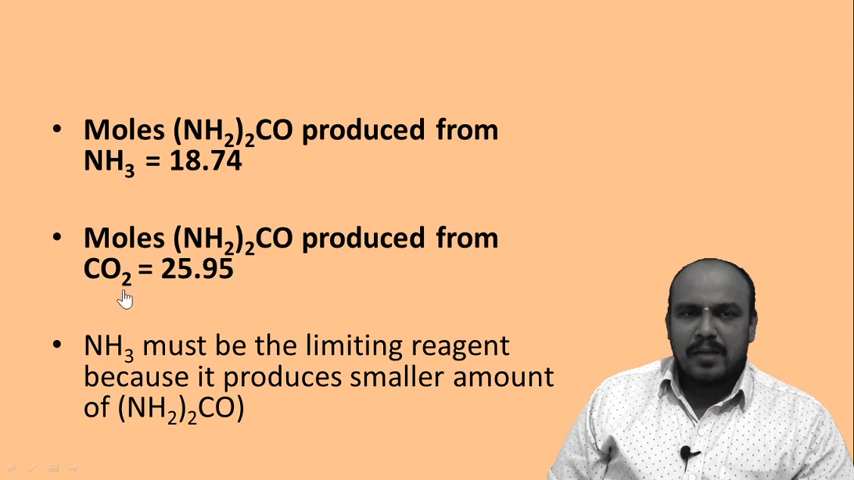 • Moles (NH₂)₂CO produced from
NH₃ = 18.74
• Moles (NH₂)₂CO produced from
CO₂ = 25.95
• NH₃ must be the limiting reagent
because it produces smaller amount
of (NH₂)₂CO)